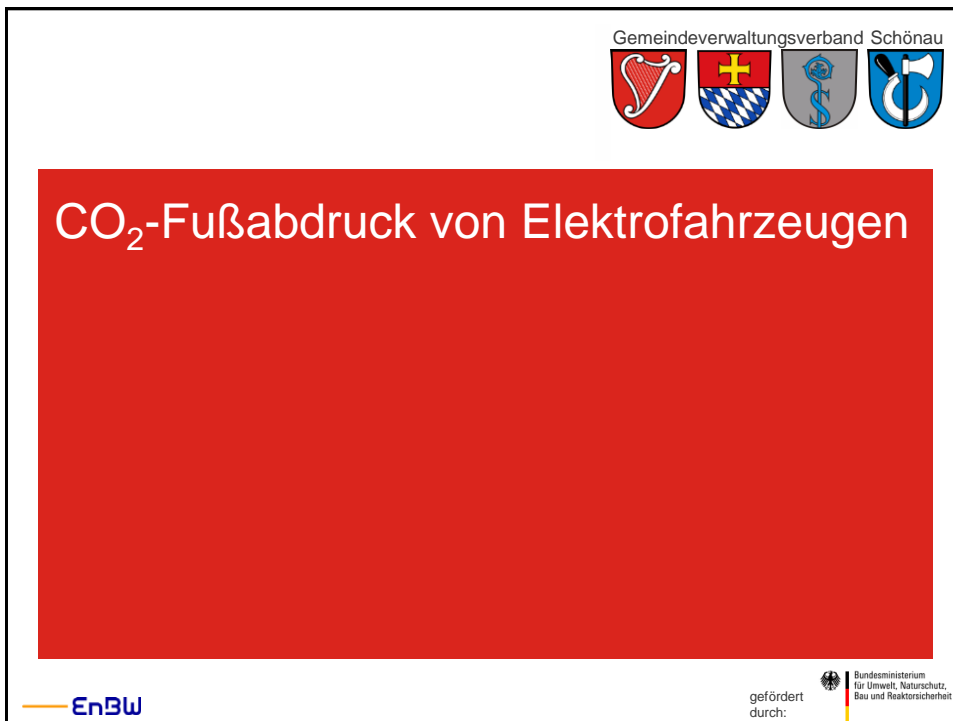 Gemeindeverwaltungsverband Schönau
CO₂-Fußabdruck von Elektrofahrzeugen
EnBW
gefördert
durch:
Bundesministerium
für Umwelt, Naturschutz,
Bau und Reaktorsicherheit